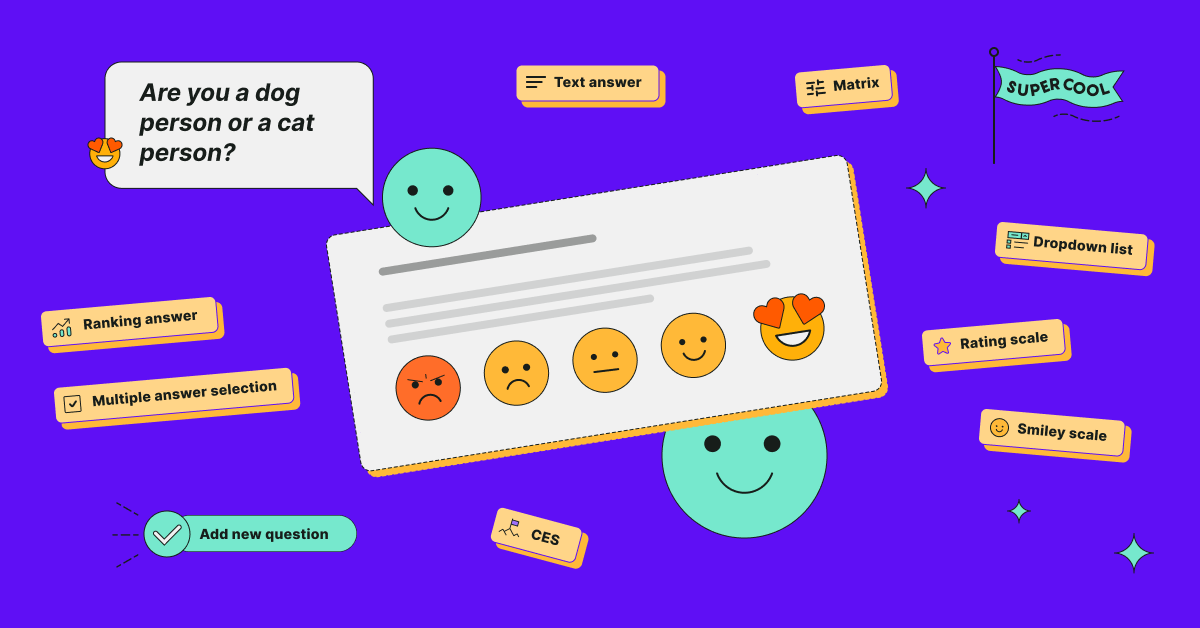 Are you a dog
person or a cat
person?
Text answer
Matrix
SUPER COOL
Dropdown list
Ranking answer
Rating scale
Multiple answer selection
Smiley scale
Add new question
CES